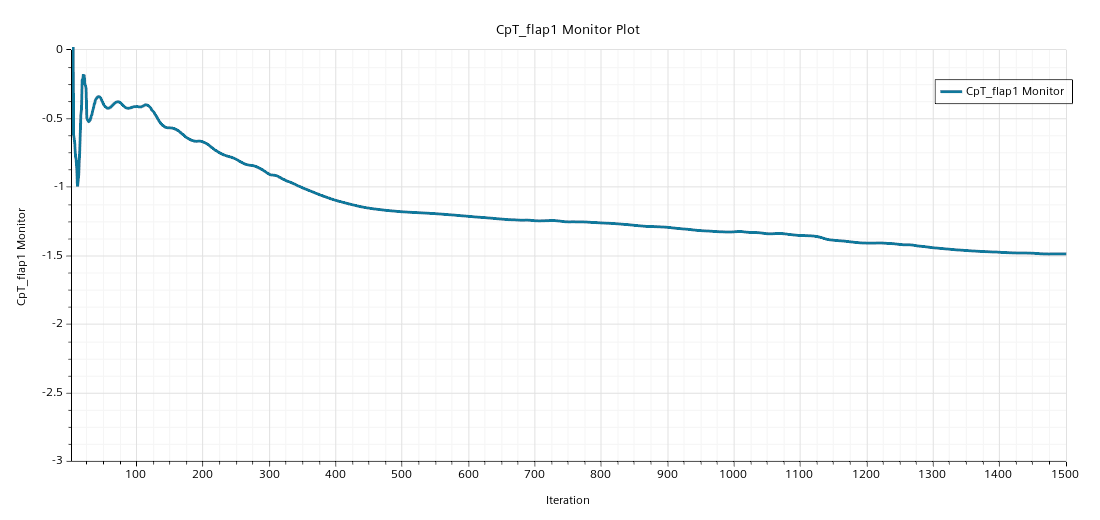 CpT_flap1 Monitor Plot
CpT_flap1 Monitor
CpT_flap1 Monitor
0
-0.5
-1
-1.5
-2
-2.5
-3
100 200 300 400 500 600 700 800 900 1000 1100 1200 1300 1400 1500
Iteration